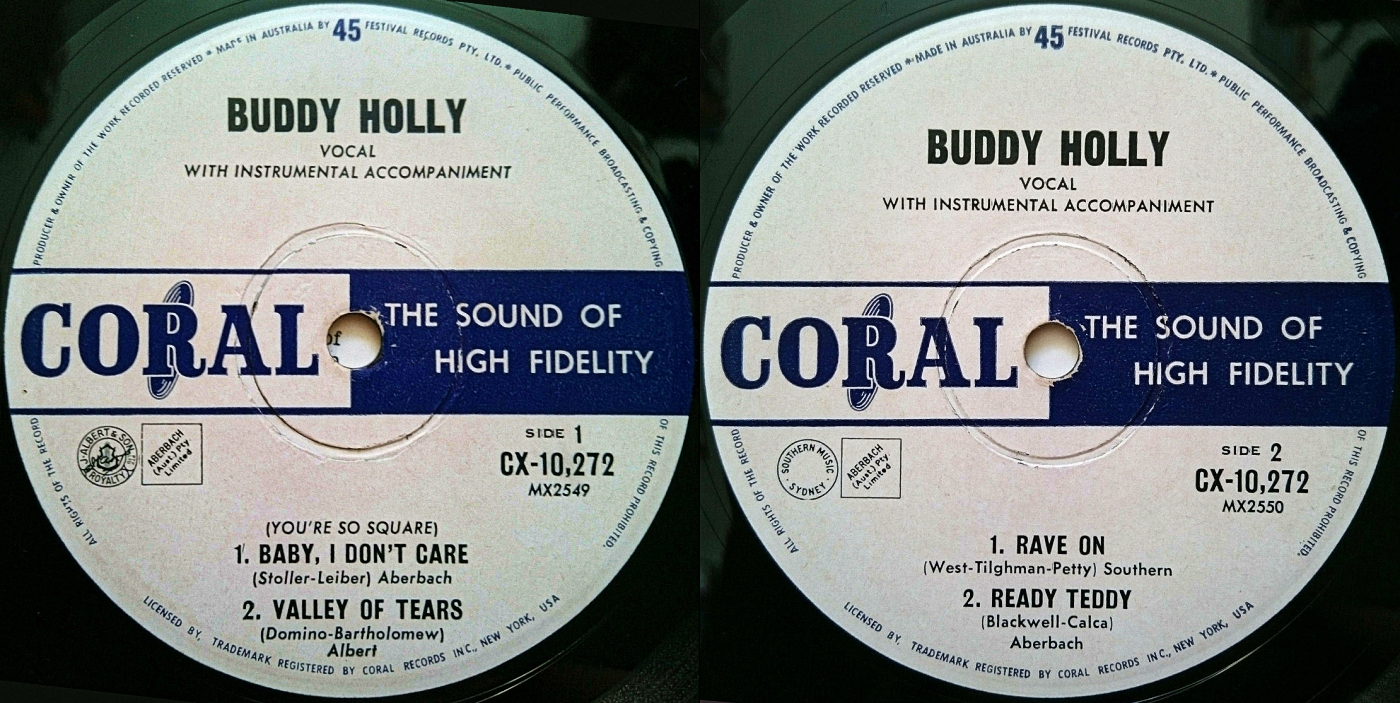 PRODUCER & OWNER OF THE WORK RECORDED RESERVED * MADE IN AUSTRALIA BY 45 FESTIVAL RECORDS PTY. LTD. * PUBLIC PERFORMANCE BROADCASTING & COPYING
BUDDY HOLLY
VOCAL
WITH INSTRUMENTAL ACCOMPANIMENT
CORAL
THE SOUND OF
HIGH FIDELITY
of
J. ALBERT & SON
ROYALTY
ABERBACH
(Aust.) Pty.
Limited
SIDE 1
CX-10,272
MX2549
(YOU'RE SO SQUARE)
1. BABY, I DON'T CARE
(Stoller-Leiber) Aberbach
2. VALLEY OF TEARS
(Domino-Bartholomew)
Albert
ALL RIGHTS OF THE RECORD
OF THIS RECORD PROHIBITED.
LICENSED BY, TRADEMARK REGISTERED BY CORAL RECORDS INC., NEW YORK, USA
PRODUCER & OWNER OF THE WORK RECORDED RESERVED * MADE IN AUSTRALIA BY 45 FESTIVAL RECORDS PTY. LTD. * PUBLIC PERFORMANCE BROADCASTING & COPYING
BUDDY HOLLY
VOCAL
WITH INSTRUMENTAL ACCOMPANIMENT
CORAL
THE SOUND OF
HIGH FIDELITY
SOUTHERN MUSIC
SYDNEY
ABERBACH
(Aust.) Pty.
Limited
SIDE 2
CX-10,272
MX2550
1. RAVE ON
(West-Tilghman-Petty) Southern
2. READY TEDDY
(Blackwell-Calca)
Aberbach
ALL RIGHTS OF THE RECORD
OF THIS RECORD PROHIBITED.
LICENSED BY, TRADEMARK REGISTERED BY CORAL RECORDS INC., NEW YORK, USA